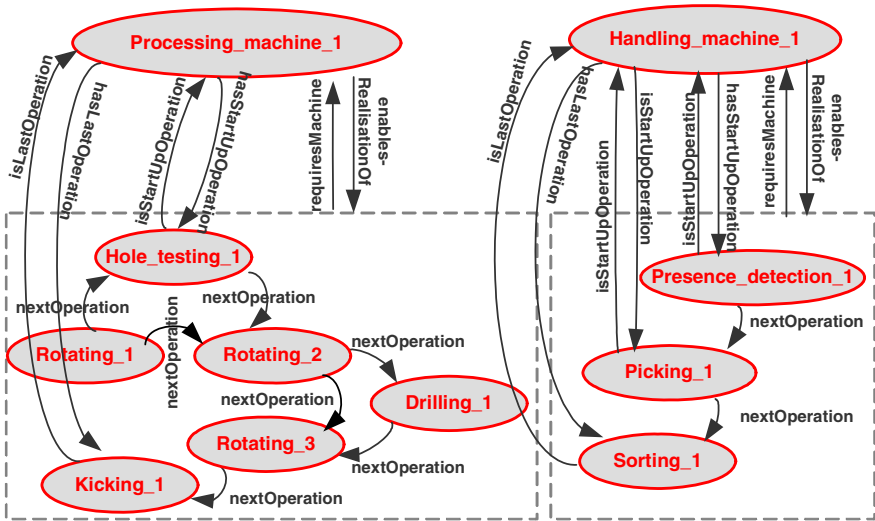 Processing_machine_1
Handling_machine_1
isLastOperation
hasLastOperation
isStartUpOperation
hasStartUpOperation
requiresMachine
enables-
RealisationOf
isLastOperation
hasLastOperation
isStartUpOperation
isStartUpOperation
isStartUpOperation
hasStartUpOperation
requiresMachine
enables-
RealisationOf
Hole_testing_1
Presence_detection_1
nextOperation
nextOperation
nextOperation
nextOperation
Rotating_1
Rotating_2
nextOperation
Picking_1
nextOperation
Drilling_1
nextOperation
Rotating_3
nextOperation
Sorting_1
Kicking_1
nextOperation